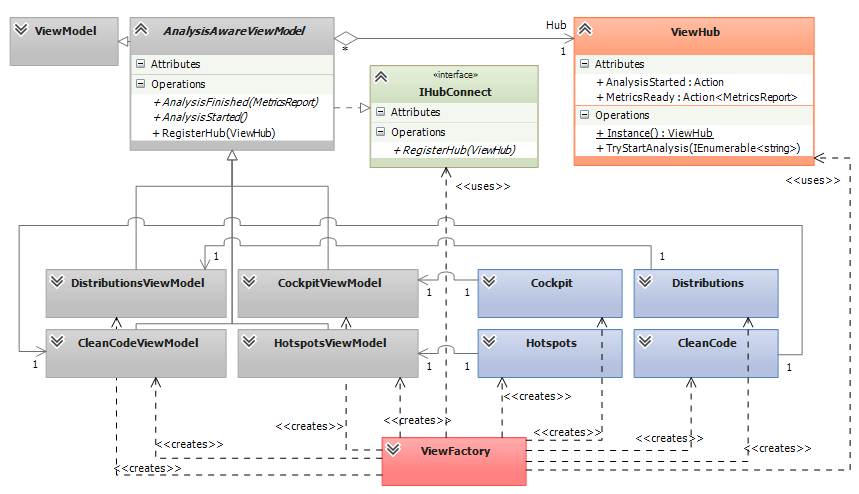 ViewModel
AnalysisAwareViewModel
Attributes
Operations
+ AnalysisFinished(MetricsReport)
+ AnalysisStarted()
+ RegisterHub(ViewHub)
*
Hub
1
«interface»
IHubConnect
Attributes
Operations
+ RegisterHub(ViewHub)
ViewHub
Attributes
+ AnalysisStarted : Action
+ MetricsReady : Action<MetricsReport>
Operations
+ Instance() : ViewHub
+ TryStartAnalysis(IEnumerable<string>)
<<uses>>
<<uses>>
1
1
DistributionsViewModel
CockpitViewModel
Cockpit
Distributions
1
1
CleanCodeViewModel
HotspotsViewModel
Hotspots
CleanCode
1
1
1
1
<<creates>>
<<creates>>
<<creates>>
<<creates>>
<<creates>>
<<creates>>
<<creates>>
<<creates>>
ViewFactory